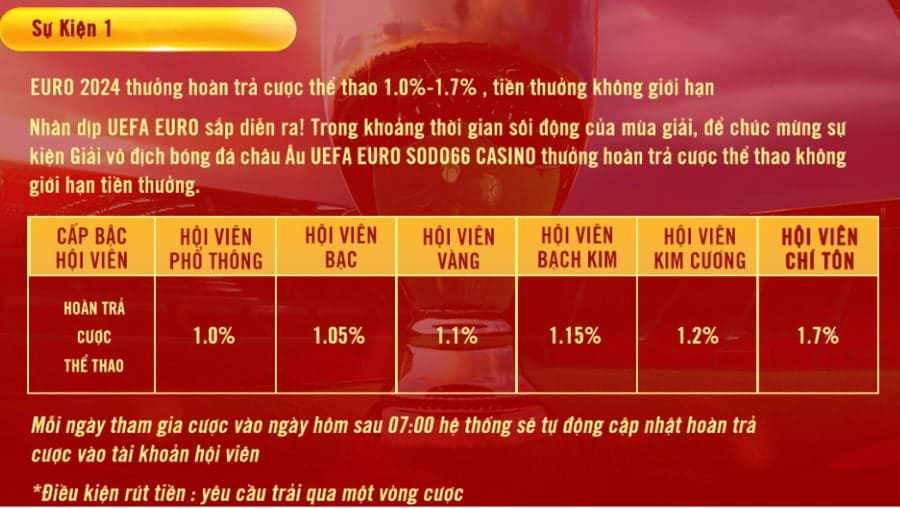 Sự Kiện 1
EURO 2024 thưởng hoàn trả cược thể thao 1.0%-1.7% , tiền thưởng không giới hạn
Nhân dịp UEFA EURO sắp diễn ra! Trong khoảng thời gian sôi động của mùa giải, để chúc mừng sự
kiện Giải vô địch bóng đá châu Âu UEFA EURO SODO66 CASINO thưởng hoàn trả cược thể thao không
giới hạn tiền thưởng.
CẤP BẬC HỘI VIÊN
HỘI VIÊN PHỔ THÔNG
HỘI VIÊN BẠC
HỘI VIÊN VÀNG
HỘI VIÊN BẠCH KIM
HỘI VIÊN KIM CƯƠNG
HỘI VIÊN CHÍ TÔN
HOÀN TRẢ
CƯỢC
THỂ THAO
1.0%
1.05%
1.1%
1.15%
1.2%
1.7%
Mỗi ngày tham gia cược vào ngày hôm sau 07:00 hệ thống sẽ tự động cập nhật hoàn trả
cược vào tài khoản hội viên
*Điều kiện rút tiền : yêu cầu trải qua một vòng cược